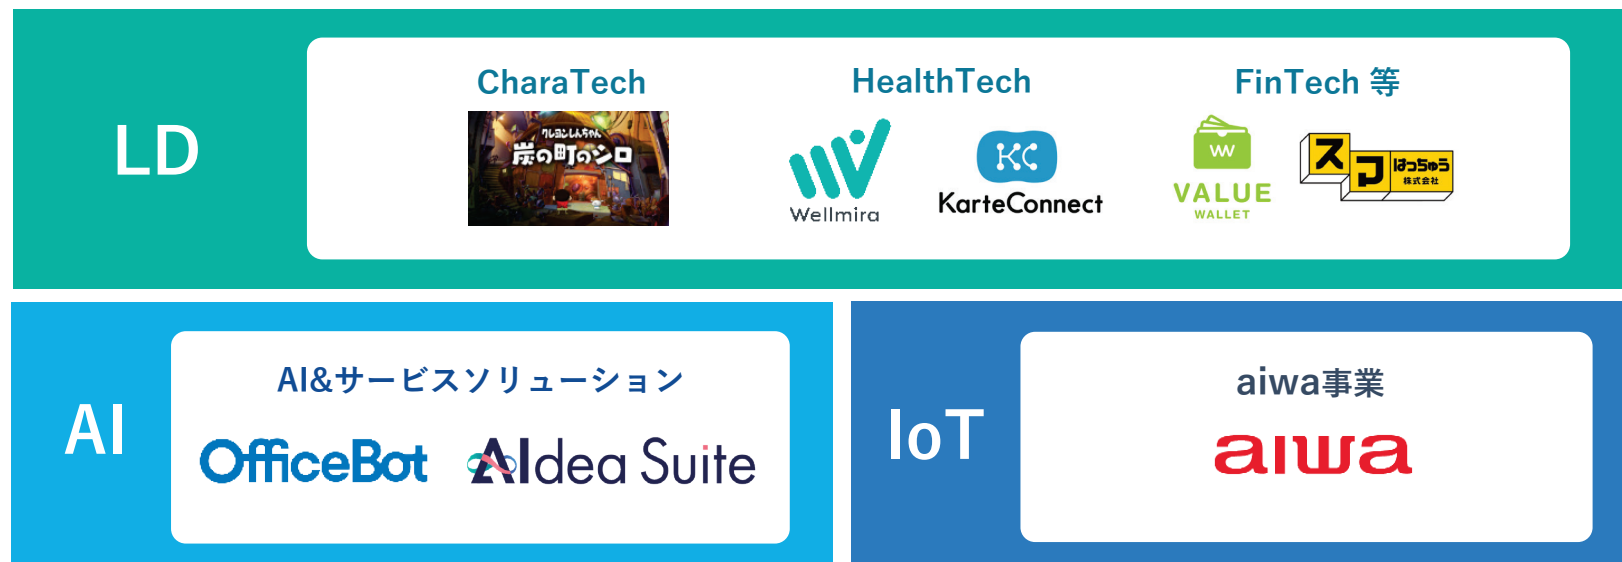 LD
CharaTech
クレヨンしんちゃん
炭の町のシロ
HealthTech
Wellmira
KC
KarteConnect
FinTech 等
W
VALUE
WALLET
スマ
はっちゅう
株式会社
AI
AI&サービスソリューション
OfficeBot
AIdea Suite
IoT
aiwa事業
aiwa